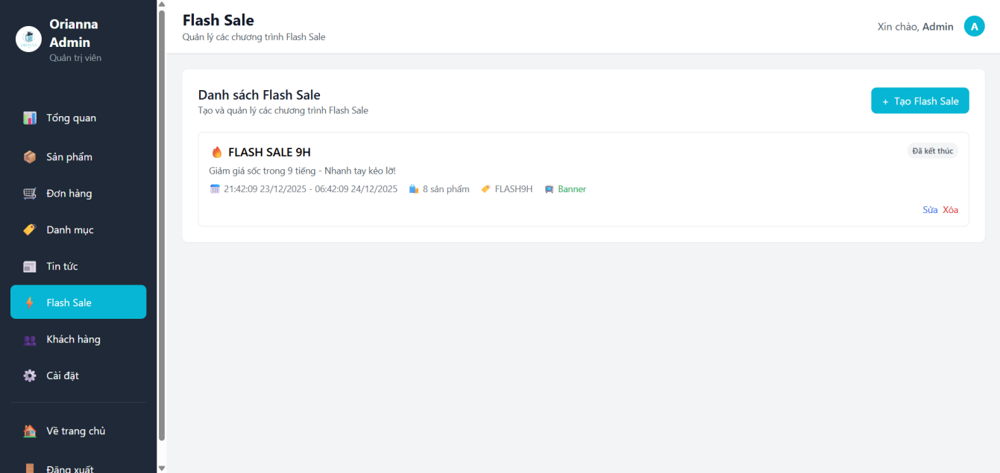 Orianna
Admin
Quản trị viên
Tổng quan
Sản phẩm
Đơn hàng
Danh mục
Tin tức
Flash Sale
Khách hàng
Cài đặt
Về trang chủ
Đăng xuất
Flash Sale
Quản lý các chương trình Flash Sale
Xin chào, Admin
A
Danh sách Flash Sale
Tạo và quản lý các chương trình Flash Sale
+ Tạo Flash Sale
FLASH SALE 9H
Đã kết thúc
Giảm giá sốc trong 9 tiếng - Nhanh tay kẻo lỡ!
21:42:09 23/12/2025 - 06:42:09 24/12/2025 8 sản phẩm FLASH9H Banner
Sửa Xóa